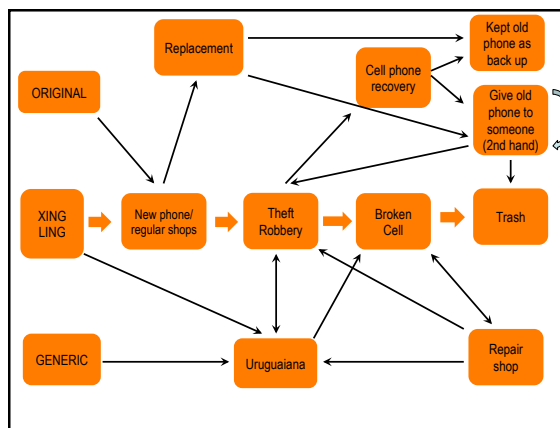 Replacement
Kept old
phone as
back up
Cell phone
recovery
ORIGINAL
Give old
phone to
someone
(2nd hand)
XING
LING
New phone/
regular shops
Theft
Robbery
Broken
Cell
Trash
GENERIC
Uruguaiana
Repair
shop